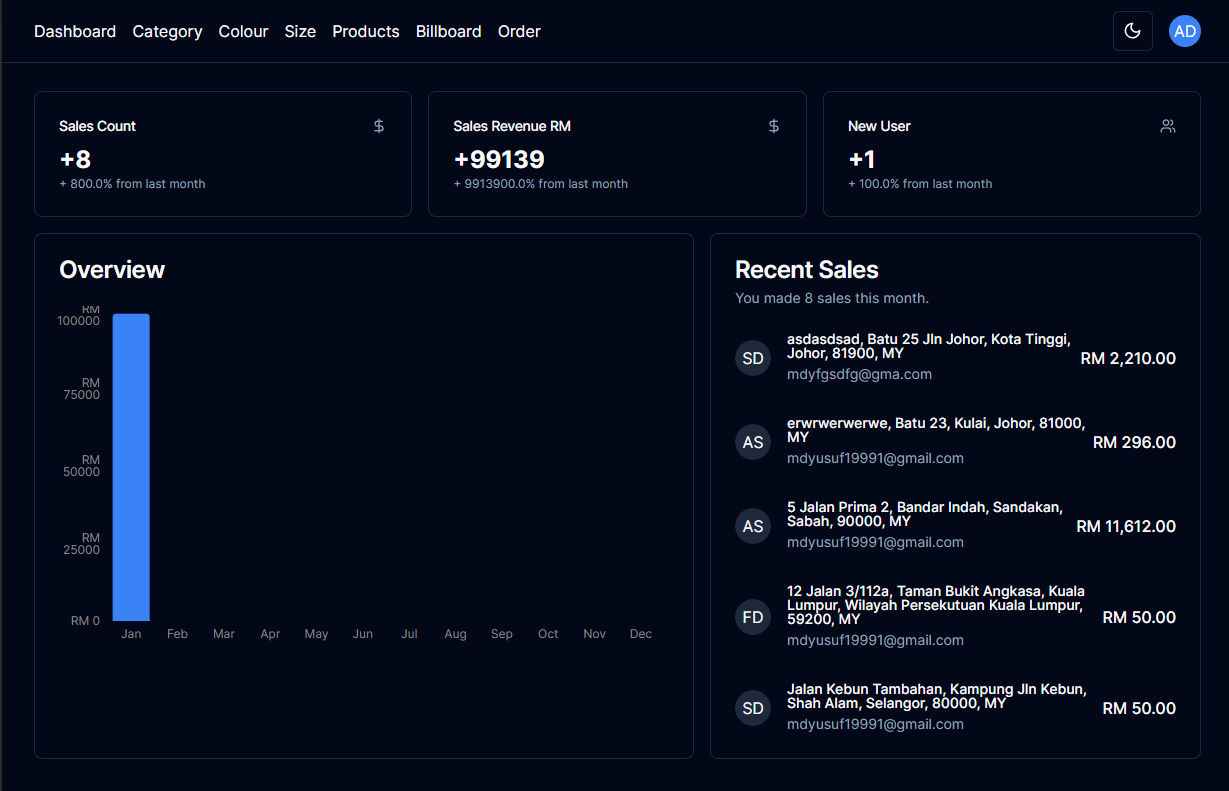 Dashboard Category Colour Size Products Billboard Order
AD
Sales Count
$
+8
+ 800.0% from last month
Sales Revenue RM
$
+99139
+ 9913900.0% from last month
New User
+1
+ 100.0% from last month
Overview
RM
100000
RM
75000
RM
50000
RM
25000
RM 0
Jan Feb Mar Apr May Jun Jul Aug Sep Oct Nov Dec
Recent Sales
You made 8 sales this month.
SD
asdasdsad, Batu 25 Jln Johor, Kota Tinggi,
Johor, 81900, MY
mdyfgsdfg@gma.com
RM 2,210.00
AS
erwrwerwerwe, Batu 23, Kulai, Johor, 81000,
MY
mdyusuf19991@gmail.com
RM 296.00
AS
5 Jalan Prima 2, Bandar Indah, Sandakan,
Sabah, 90000, MY
mdyusuf19991@gmail.com
RM 11,612.00
FD
12 Jalan 3/112a, Taman Bukit Angkasa, Kuala
Lumpur, Wilayah Persekutuan Kuala Lumpur,
59200, MY
mdyusuf19991@gmail.com
RM 50.00
SD
Jalan Kebun Tambahan, Kampung Jln Kebun,
Shah Alam, Selangor, 80000, MY
mdyusuf19991@gmail.com
RM 50.00